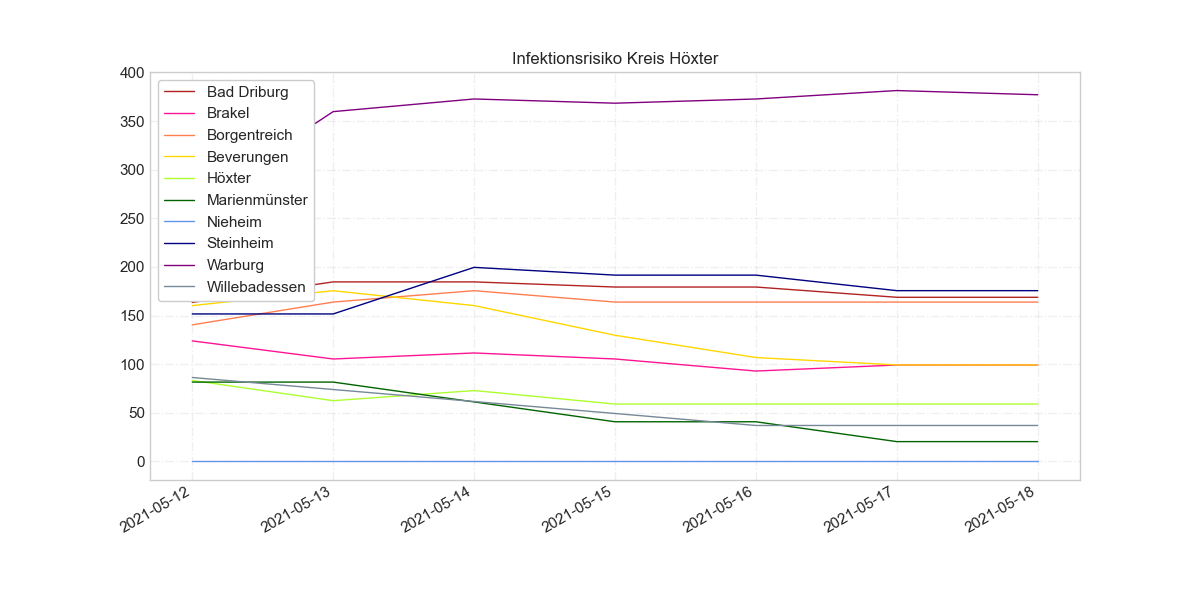 Infektionsrisiko Kreis Höxter
400
350
300
250
200
150
100
50
0
Bad Driburg
Brakel
Borgentreich
Beverungen
Höxter
Marienmünster
Nieheim
Steinheim
Warburg
Willebadessen
2021-05-12
2021-05-13
2021-05-14
2021-05-15
2021-05-16
2021-05-17
2021-05-18